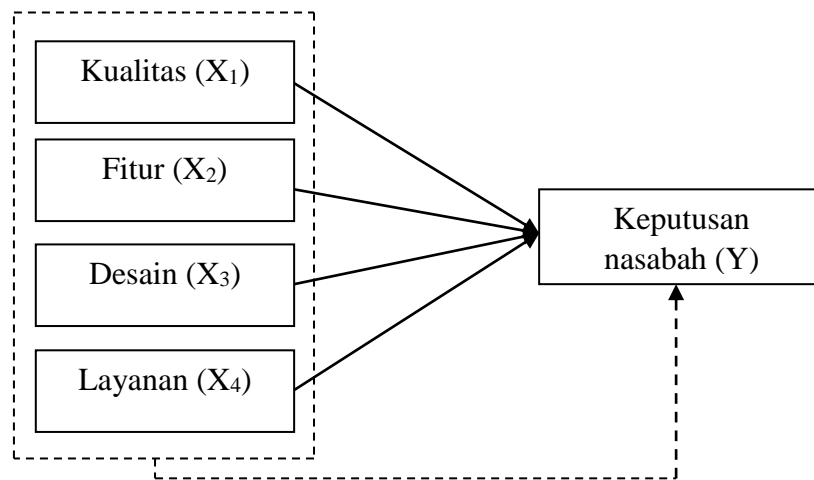 Kualitas (X₁)
Fitur (X₂)
Desain (X₃)
Layanan (X₄)
Keputusan
nasabah (Y)